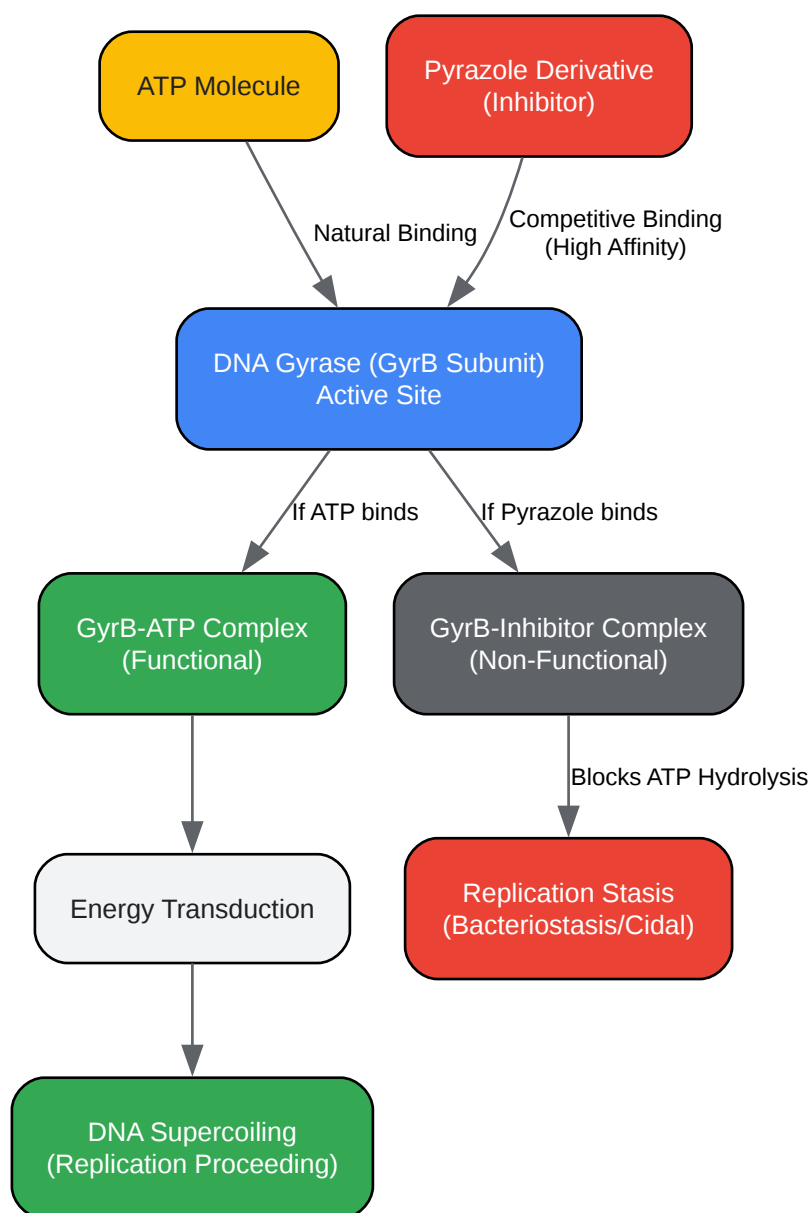 ATP Molecule
Pyrazole Derivative
(Inhibitor)
Natural Binding
Competitive Binding
(High Affinity)
DNA Gyrase (GyrB Subunit)
Active Site
If ATP binds
If Pyrazole binds
GyrB-ATP Complex
(Functional)
GyrB-Inhibitor Complex
(Non-Functional)
Blocks ATP Hydrolysis
Energy Transduction
Replication Stasis
(Bacteriostasis/Cidal)
DNA Supercoiling
(Replication Proceeding)